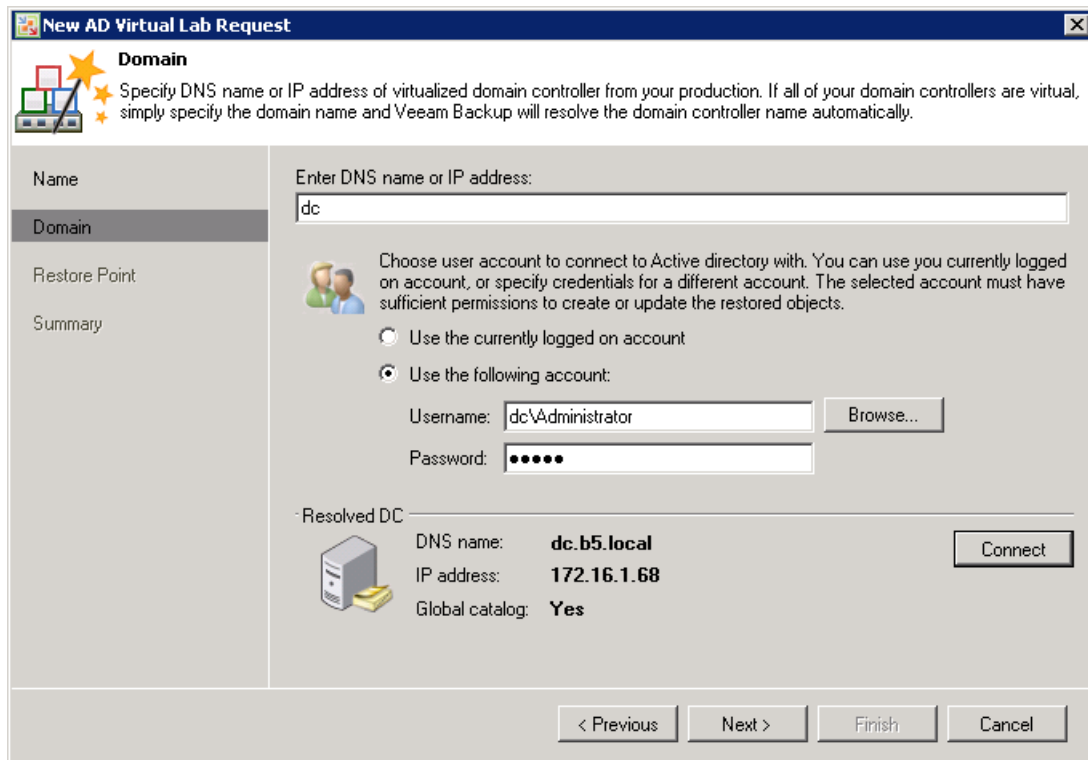 New AD Virtual Lab Request
Domain
Specify DNS name or IP address of virtualized domain controller from your production. If all of your domain controllers are virtual,
simply specify the domain name and Veeam Backup will resolve the domain controller name automatically.
Name
Domain
Restore Point
Summary
Enter DNS name or IP address:
dc
Choose user account to connect to Active directory with. You can use you currently logged
on account, or specify credentials for a different account. The selected account must have
sufficient permissions to create or update the restored objects.
Use the currently logged on account
Use the following account:
Username: dc\Administrator Browse...
Password: •••••
Resolved DC
DNS name: dc.b5.local
Connect
IP address: 172.16.1.68
Global catalog: Yes
< Previous Next > Finish Cancel